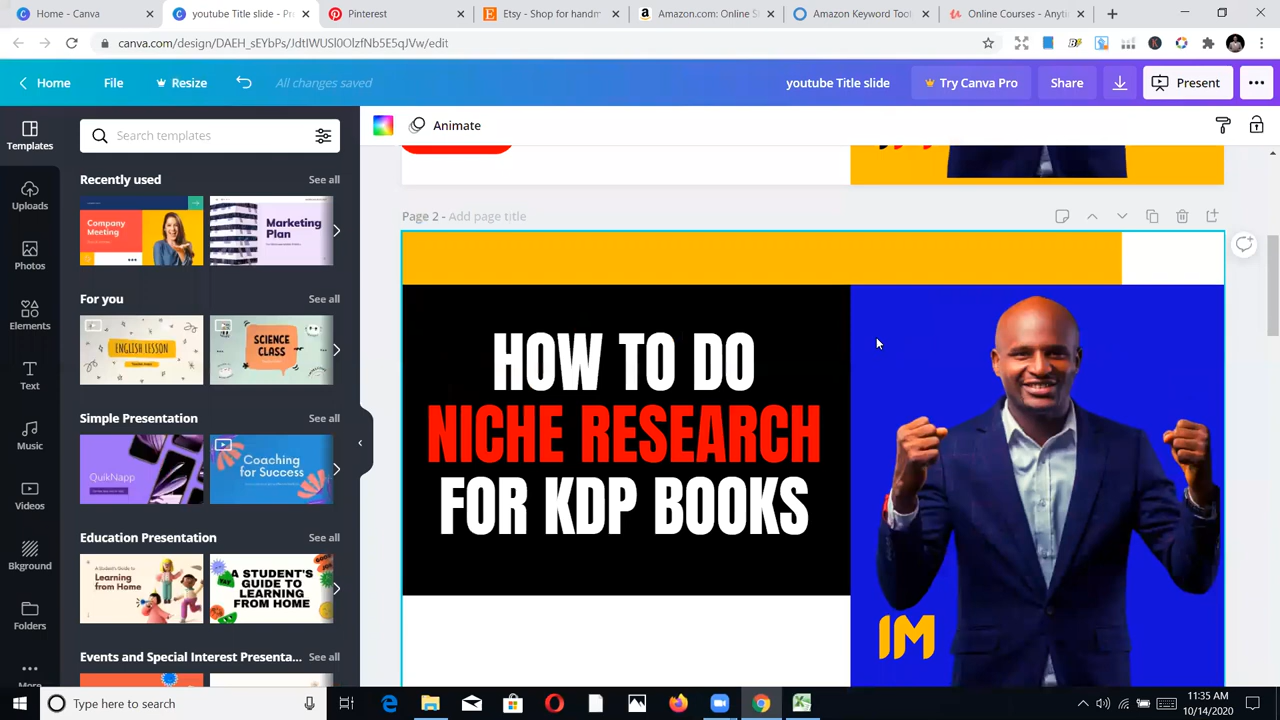 Home - Canva
youtube Title slide - Pro
Pinterest
Etsy - Shop for handm
Amazon.com: Online S
Amazon Keyword Tool
Online Courses - Anyti
canva.com/design/DAEH_sEYbPs/JdtIWUSl0OlzfNb5E5qJVw/edit
Home
File
Resize
All changes saved
youtube Title slide
Try Canva Pro
Share
Present
Templates
Search templates
Animate
Recently used
See all
Company
Meeting
Marketing
Plan
Page 2 - Add page title
Uploads
Photos
For you
See all
ENGLISH LESSON
SCIENCE
CLASS
HOW TO DO
NICHE RESEARCH
FOR KDP BOOKS
IM
Elements
Text
Simple Presentation
See all
QuikNapp
Coaching
for Success
Music
Videos
Education Presentation
See all
A Student's Guide to
Learning
from Home
A STUDENT'S
GUIDE TO
LEARNING
FROM HOME
Bkground
Folders
Events and Special Interest Presenta...
See all
More
Type here to search
11:35 AM
10/14/2020